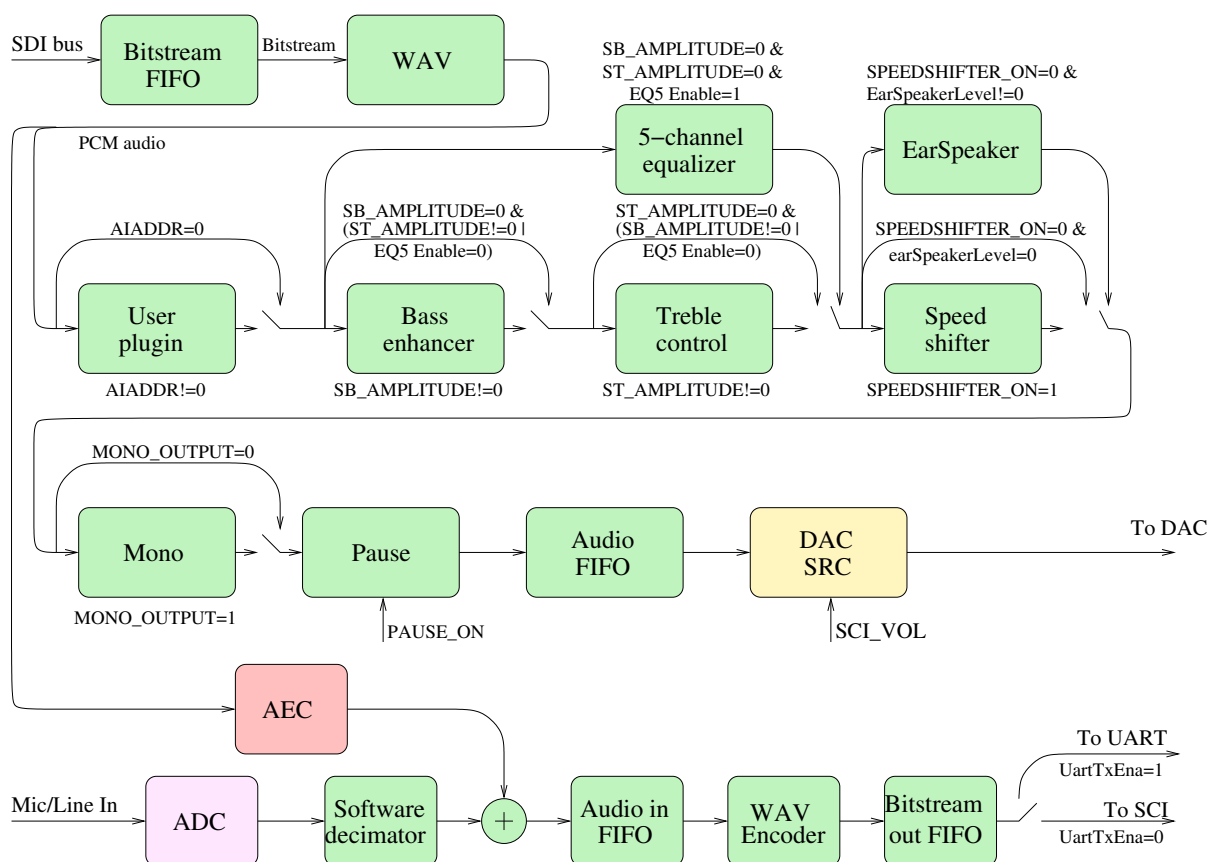 SDI bus
Bitstream
FIFO
Bitstream
WAV
PCM audio
SB_AMPLITUDE=0 &
ST_AMPLITUDE=0 &
EQ5 Enable=1
5−channel
equalizer
SPEEDSHIFTER_ON=0 &
EarSpeakerLevel!=0
EarSpeaker
AIADDR=0
SB_AMPLITUDE=0 &
(ST_AMPLITUDE!=0 |
EQ5 Enable=0)
ST_AMPLITUDE=0 &
(SB_AMPLITUDE!=0 |
EQ5 Enable=0)
SPEEDSHIFTER_ON=0 &
earSpeakerLevel=0
User
plugin
Bass
enhancer
Treble
control
Speed
shifter
AIADDR!=0
SB_AMPLITUDE!=0
ST_AMPLITUDE!=0
SPEEDSHIFTER_ON=1
MONO_OUTPUT=0
Mono
Pause
Audio
FIFO
DAC
SRC
To DAC
MONO_OUTPUT=1
PAUSE_ON
SCI_VOL
AEC
To UART
UartTxEna=1
Mic/Line In
ADC
Software
decimator
+
Audio in
FIFO
WAV
Encoder
Bitstream
out FIFO
To SCI
UartTxEna=0